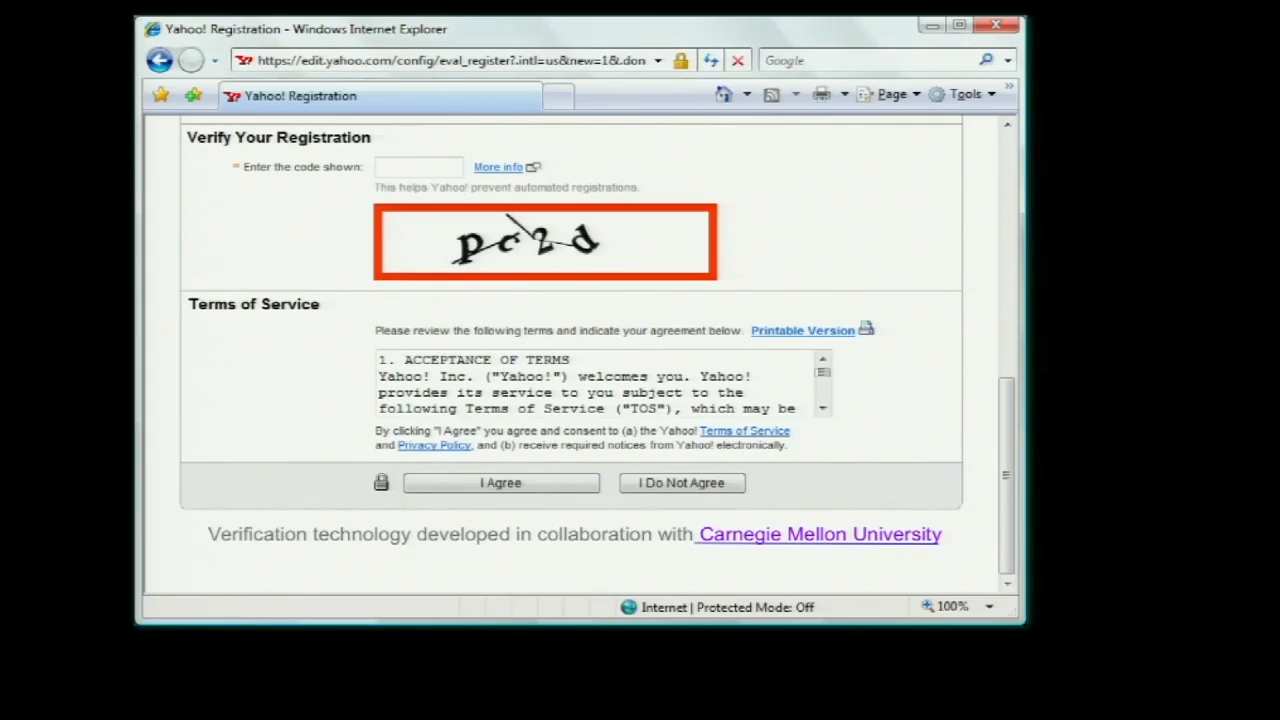 Yahoo! Registration - Windows Internet Explorer
https://edit.yahoo.com/config/eval_register?.intl=us&new=1&.don
Google
Yahoo! Registration
Page
Tools
Verify Your Registration
* Enter the code shown:
More info
This helps Yahoo! prevent automated registrations.
pc2d
Terms of Service
Please review the following terms and indicate your agreement below. Printable Version
1. ACCEPTANCE OF TERMS
Yahoo! Inc. ("Yahoo!") welcomes you. Yahoo!
provides its service to you subject to the
following Terms of Service ("TOS"), which may be
By clicking "I Agree" you agree and consent to (a) the Yahoo! Terms of Service
and Privacy Policy, and (b) receive required notices from Yahoo! electronically.
I Agree
I Do Not Agree
Verification technology developed in collaboration with Carnegie Mellon University
Internet | Protected Mode: Off
100%